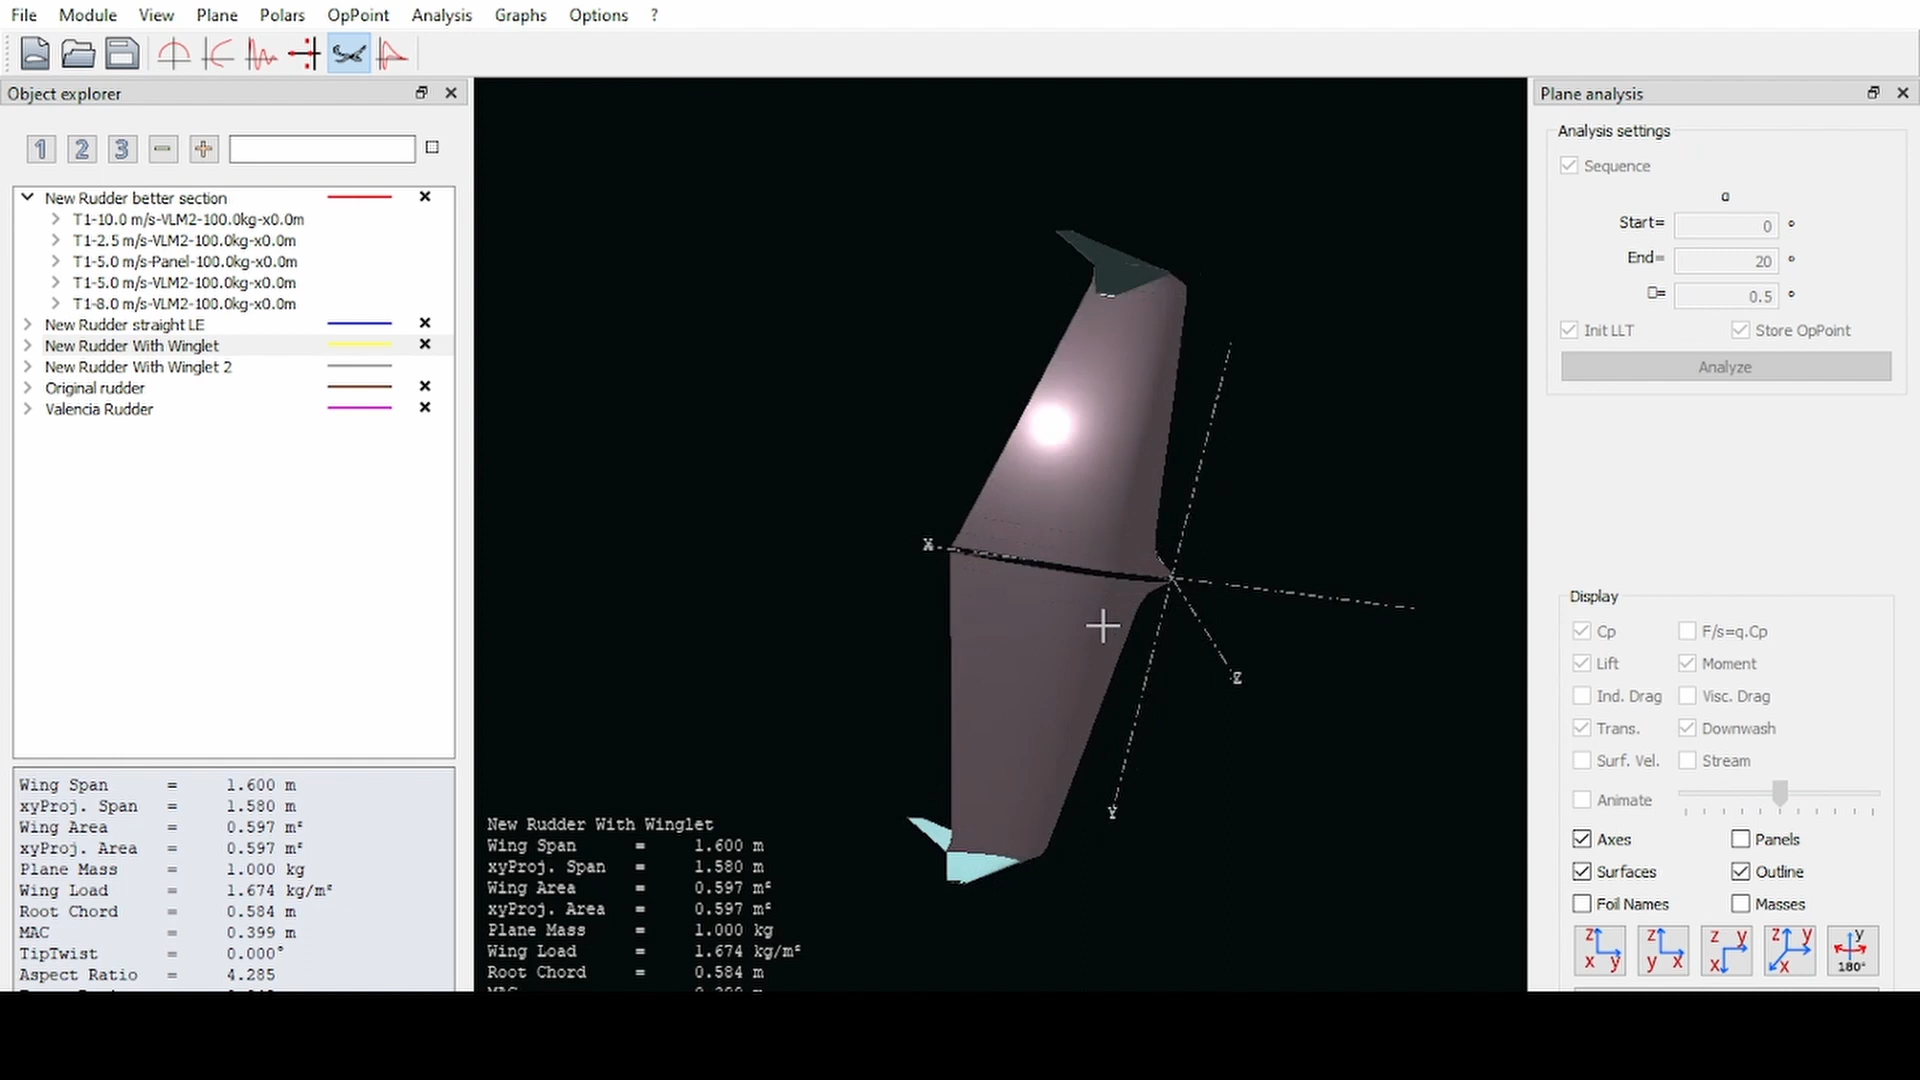 File Module View Plane Polars OpPoint Analysis Graphs Options ?
Object explorer
1 2 3
New Rudder better section
T1-10.0 m/s-VLM2-100.0kg-x0.0m
T1-2.5 m/s-VLM2-100.0kg-x0.0m
T1-5.0 m/s-Panel-100.0kg-x0.0m
T1-5.0 m/s-VLM2-100.0kg-x0.0m
T1-8.0 m/s-VLM2-100.0kg-x0.0m
New Rudder straight LE
New Rudder With Winglet
New Rudder With Winglet 2
Original rudder
Valencia Rudder
Wing Span = 1.600 m
xyProj. Span = 1.580 m
Wing Area = 0.597 m²
xyProj. Area = 0.597 m²
Plane Mass = 1.000 kg
Wing Load = 1.674 kg/m²
Root Chord = 0.584 m
MAC = 0.399 m
TipTwist = 0.000°
Aspect Ratio = 4.285
X
Z
Y
New Rudder With Winglet
Wing Span = 1.600 m
xyProj. Span = 1.580 m
Wing Area = 0.597 m²
xyProj. Area = 0.597 m²
Plane Mass = 1.000 kg
Wing Load = 1.674 kg/m²
Root Chord = 0.584 m
Plane analysis
Analysis settings
Sequence
α
Start= 0 °
End= 20 °
□= 0.5 °
Init LLT Store OpPoint
Analyze
Display
Cp F/s=q.Cp
Lift Moment
Ind. Drag Visc. Drag
Trans. Downwash
Surf. Vel. Stream
Animate
Axes Panels
Surfaces Outline
Foil Names Masses
z x y z y x z y x z y x y 180°